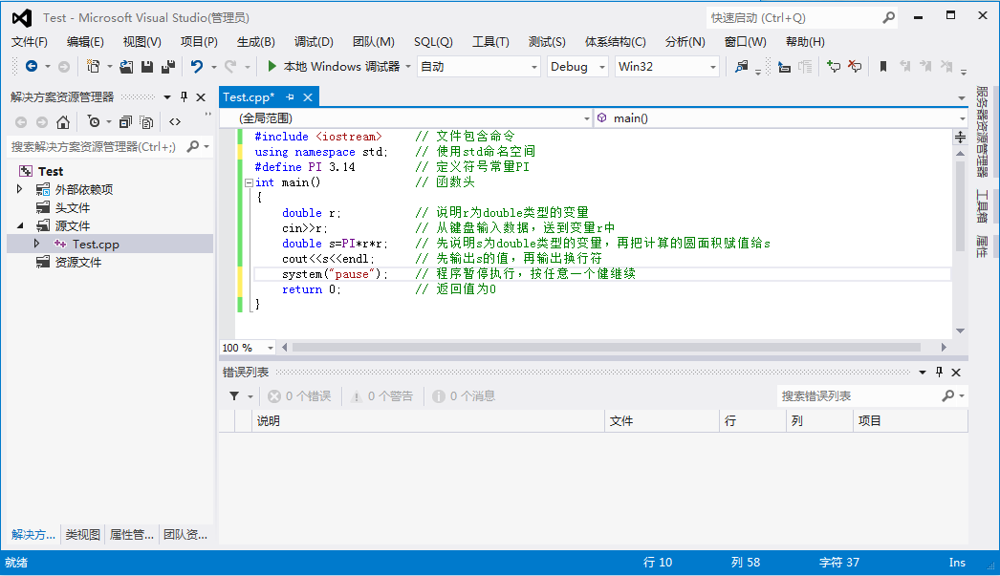 Test - Microsoft Visual Studio(管理员)
快速启动 (Ctrl+Q)
文件(F) 编辑(E) 视图(V) 项目(P) 生成(B) 调试(D) 团队(M) SQL(Q) 工具(T) 测试(S) 体系结构(C) 分析(N) 窗口(W) 帮助(H)
本地 Windows 调试器 自动 Debug Win32
解决方案资源管理器
搜索解决方案资源管理器(Ctrl+;)
Test
外部依赖项
头文件
源文件
Test.cpp
资源文件
解决方... 类视图 属性管... 团队资...
Test.cpp*
(全局范围) main()
#include <iostream> // 文件包含命令
using namespace std; // 使用std命名空间
#define PI 3.14 // 定义符号常量PI
int main() // 函数头
{
double r; // 说明r为double类型的变量
cin>>r; // 从键盘输入数据，送到变量r中
double s=PI*r*r; // 先说明s为double类型的变量，再把计算的圆面积赋值给s
cout<<s<<endl; // 先输出s的值，再输出换行符
system("pause"); // 程序暂停执行，按任意一个健继续
return 0; // 返回值为0
}
100 %
错误列表
0 个错误 0 个警告 0 个消息
搜索错误列表
说明 文件 行 列 项目
服务器资源管理器
工具箱
属性
就绪 行 10 列 58 字符 37 Ins